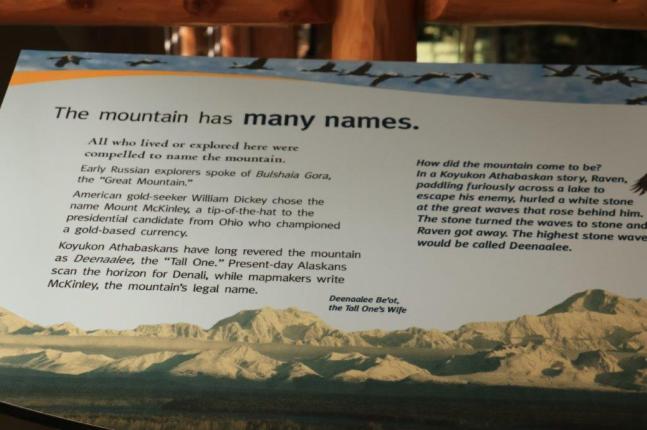 The mountain has many names.
All who lived or explored here were
compelled to name the mountain.
Early Russian explorers spoke of Bulshaia Gora,
the “Great Mountain.”
American gold-seeker William Dickey chose the
name Mount McKinley, a tip-of-the-hat to the
presidential candidate from Ohio who championed
a gold-based currency.
Koyukon Athabaskans have long revered the mountain
as Deenaalee, the “Tall One.” Present-day Alaskans
scan the horizon for Denali, while mapmakers write
McKinley, the mountain’s legal name.
How did the mountain come to be?
In a Koyukon Athabaskan story, Raven,
paddling furiously across a lake to
escape his enemy, hurled a white stone
at the great waves that rose behind him.
The stone turned the waves to stone and
Raven got away. The highest stone wave
would be called Deenaalee.
Deenaalee Be’ot,
the Tall One’s Wife